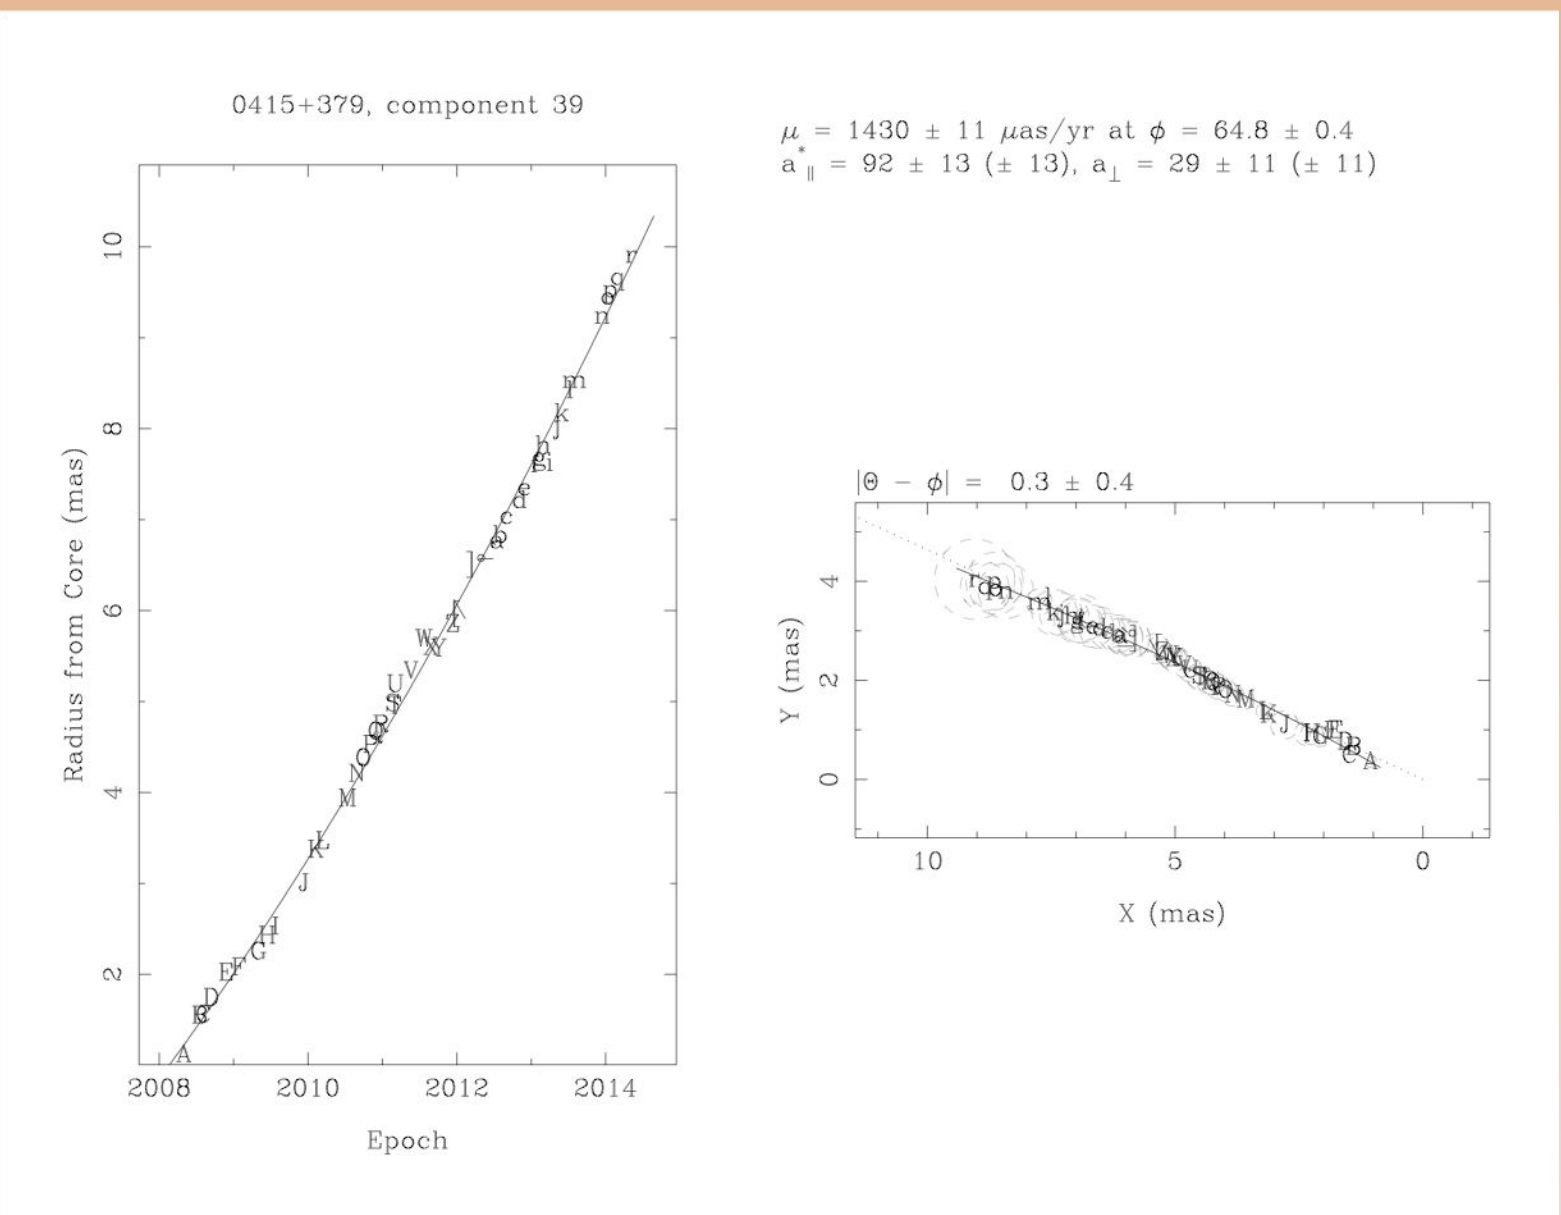 0415+379, component 39
μ = 1430 ± 11 μas/yr at ϕ = 64.8 ± 0.4
a*∥ = 92 ± 13 (± 13), a⊥ = 29 ± 11 (± 11)
Radius from Core (mas)
10
8
6
4
2
2008 2010 2012 2014
Epoch
|Θ − ϕ| = 0.3 ± 0.4
Y (mas)
4
2
0
10 5 0
X (mas)